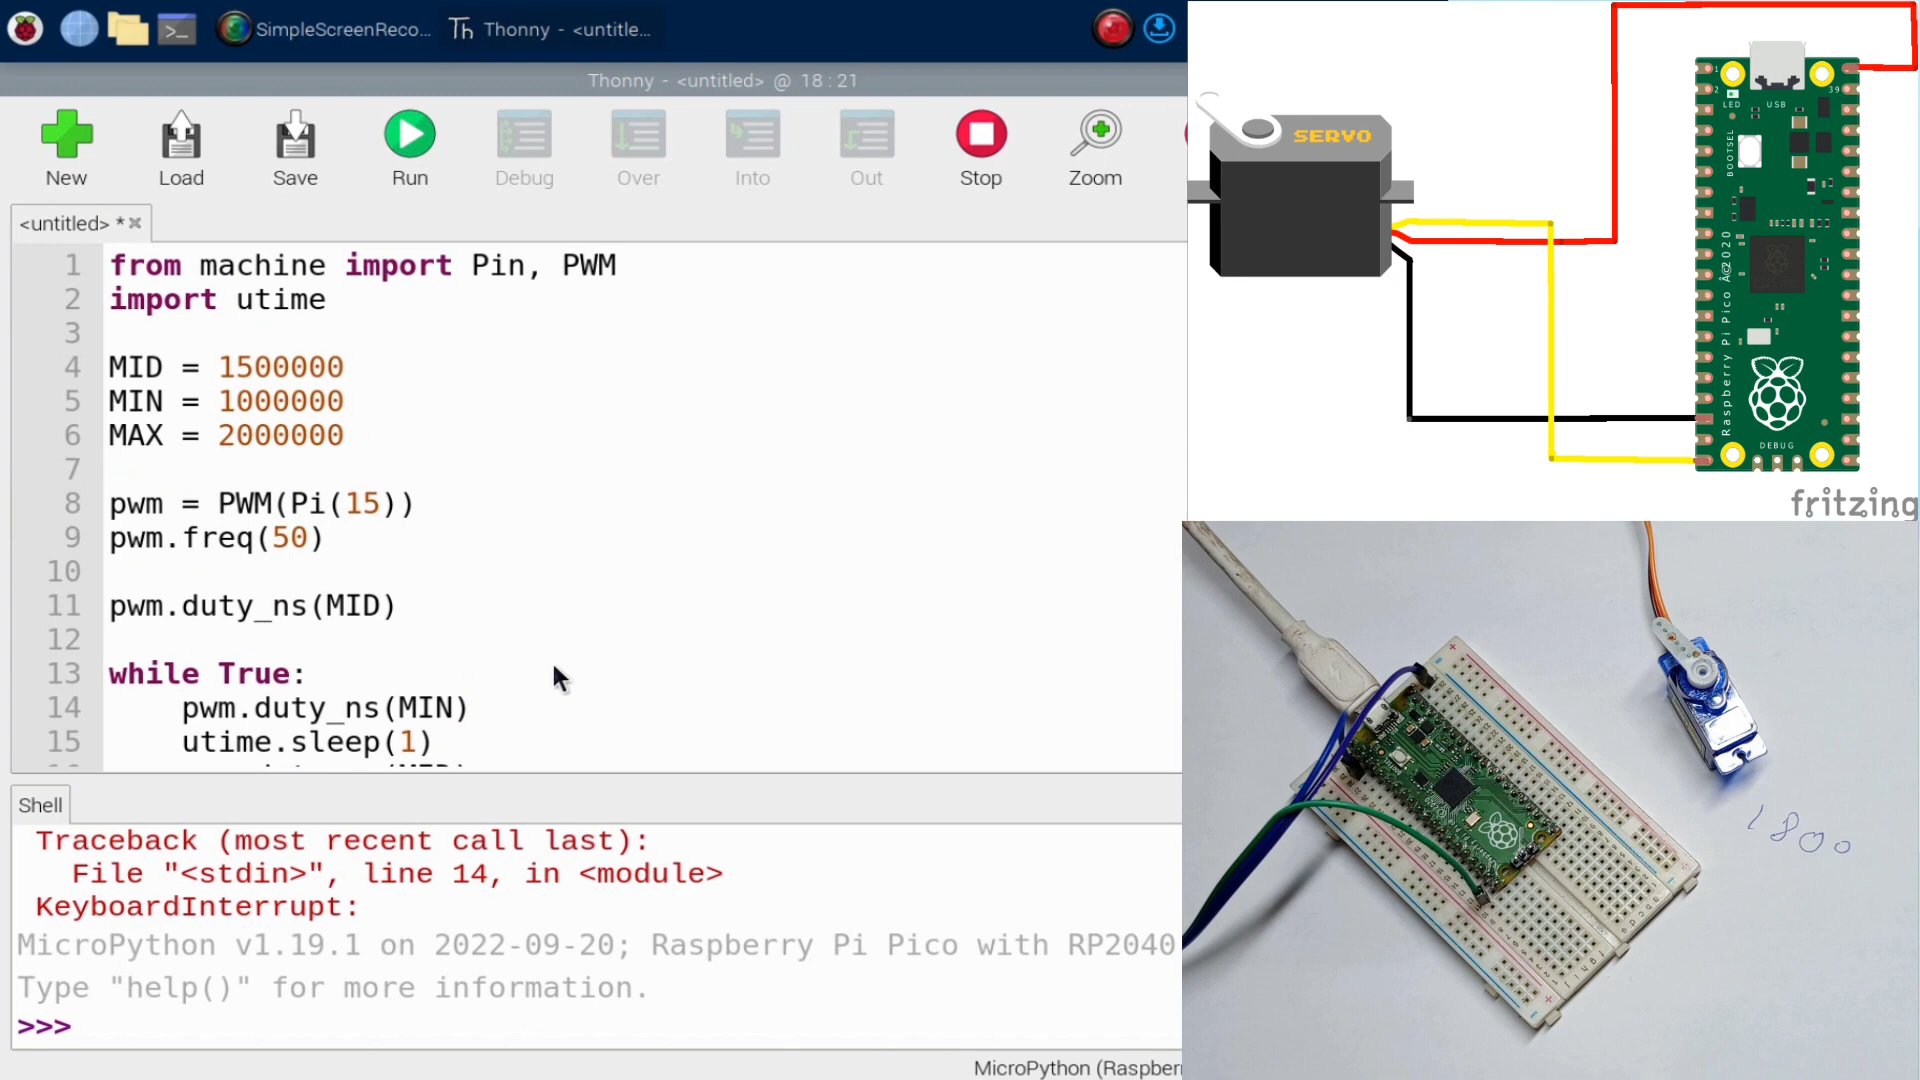 SimpleScreenReco...
Thonny - <untitle...
Thonny - <untitled> @ 18:21
New
Load
Save
Run
Debug
Over
Into
Out
Stop
Zoom
<untitled> *
1 from machine import Pin, PWM
2 import utime
3
4 MID = 1500000
5 MIN = 1000000
6 MAX = 2000000
7
8 pwm = PWM(Pi(15))
9 pwm.freq(50)
10
11 pwm.duty_ns(MID)
12
13 while True:
14 pwm.duty_ns(MIN)
15 utime.sleep(1)
Shell
Traceback (most recent call last):
File "<stdin>", line 14, in <module>
KeyboardInterrupt:
MicroPython v1.19.1 on 2022-09-20; Raspberry Pi Pico with RP2040
Type "help()" for more information.
>>>
MicroPython (Raspber
SERVO
1
2
39
LED
USB
BOOTSEL
Raspberry Pi Pico Â©2020
DEBUG
fritzing
1800